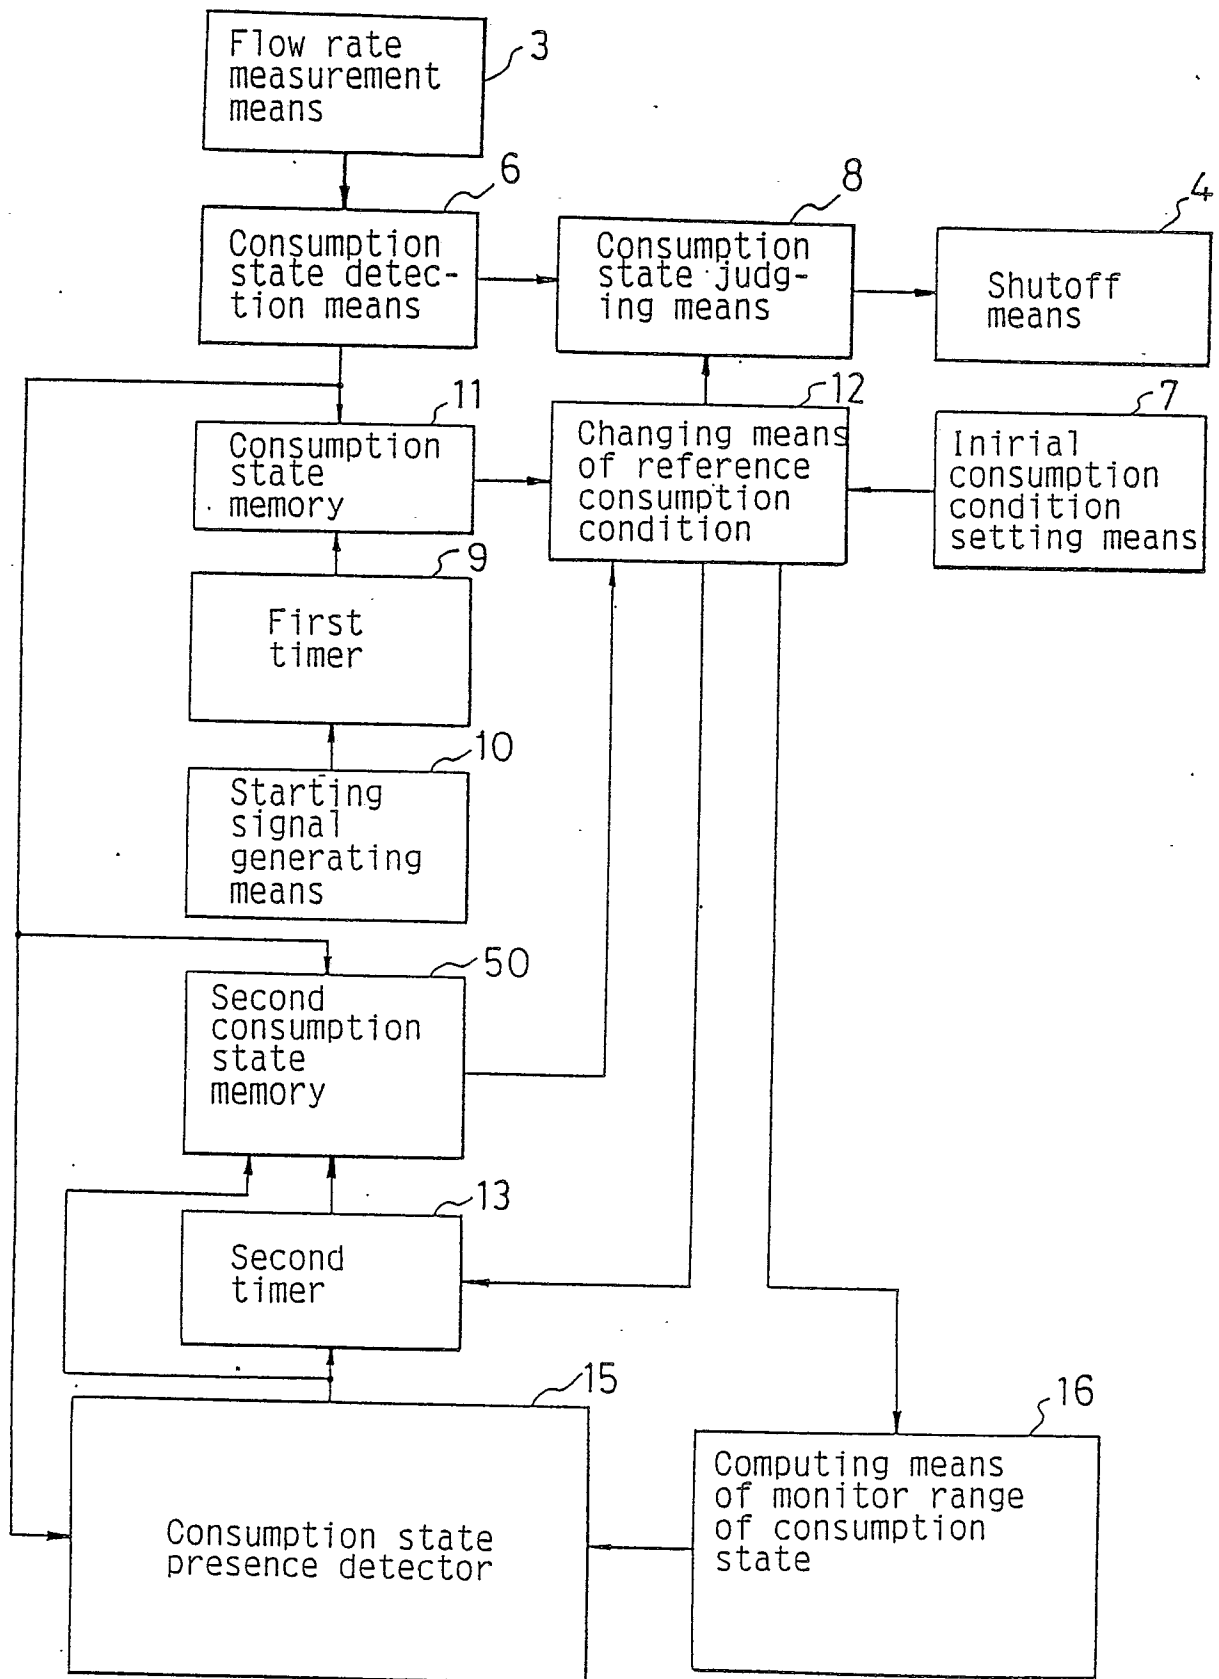 Flow rate
measurement
means
3
6
Consumption
state detec-
tion means
8
Consumption
state judg-
ing means
4
Shutoff
means
11
Consumption
state
memory
12
Changing means
of reference
consumption
condition
7
Inirial
consumption
condition
setting means
9
First
timer
10
Starting
signal
generating
means
50
Second
consumption
state
memory
13
Second
timer
15
Consumption state
presence detector
16
Computing means
of monitor range
of consumption
state